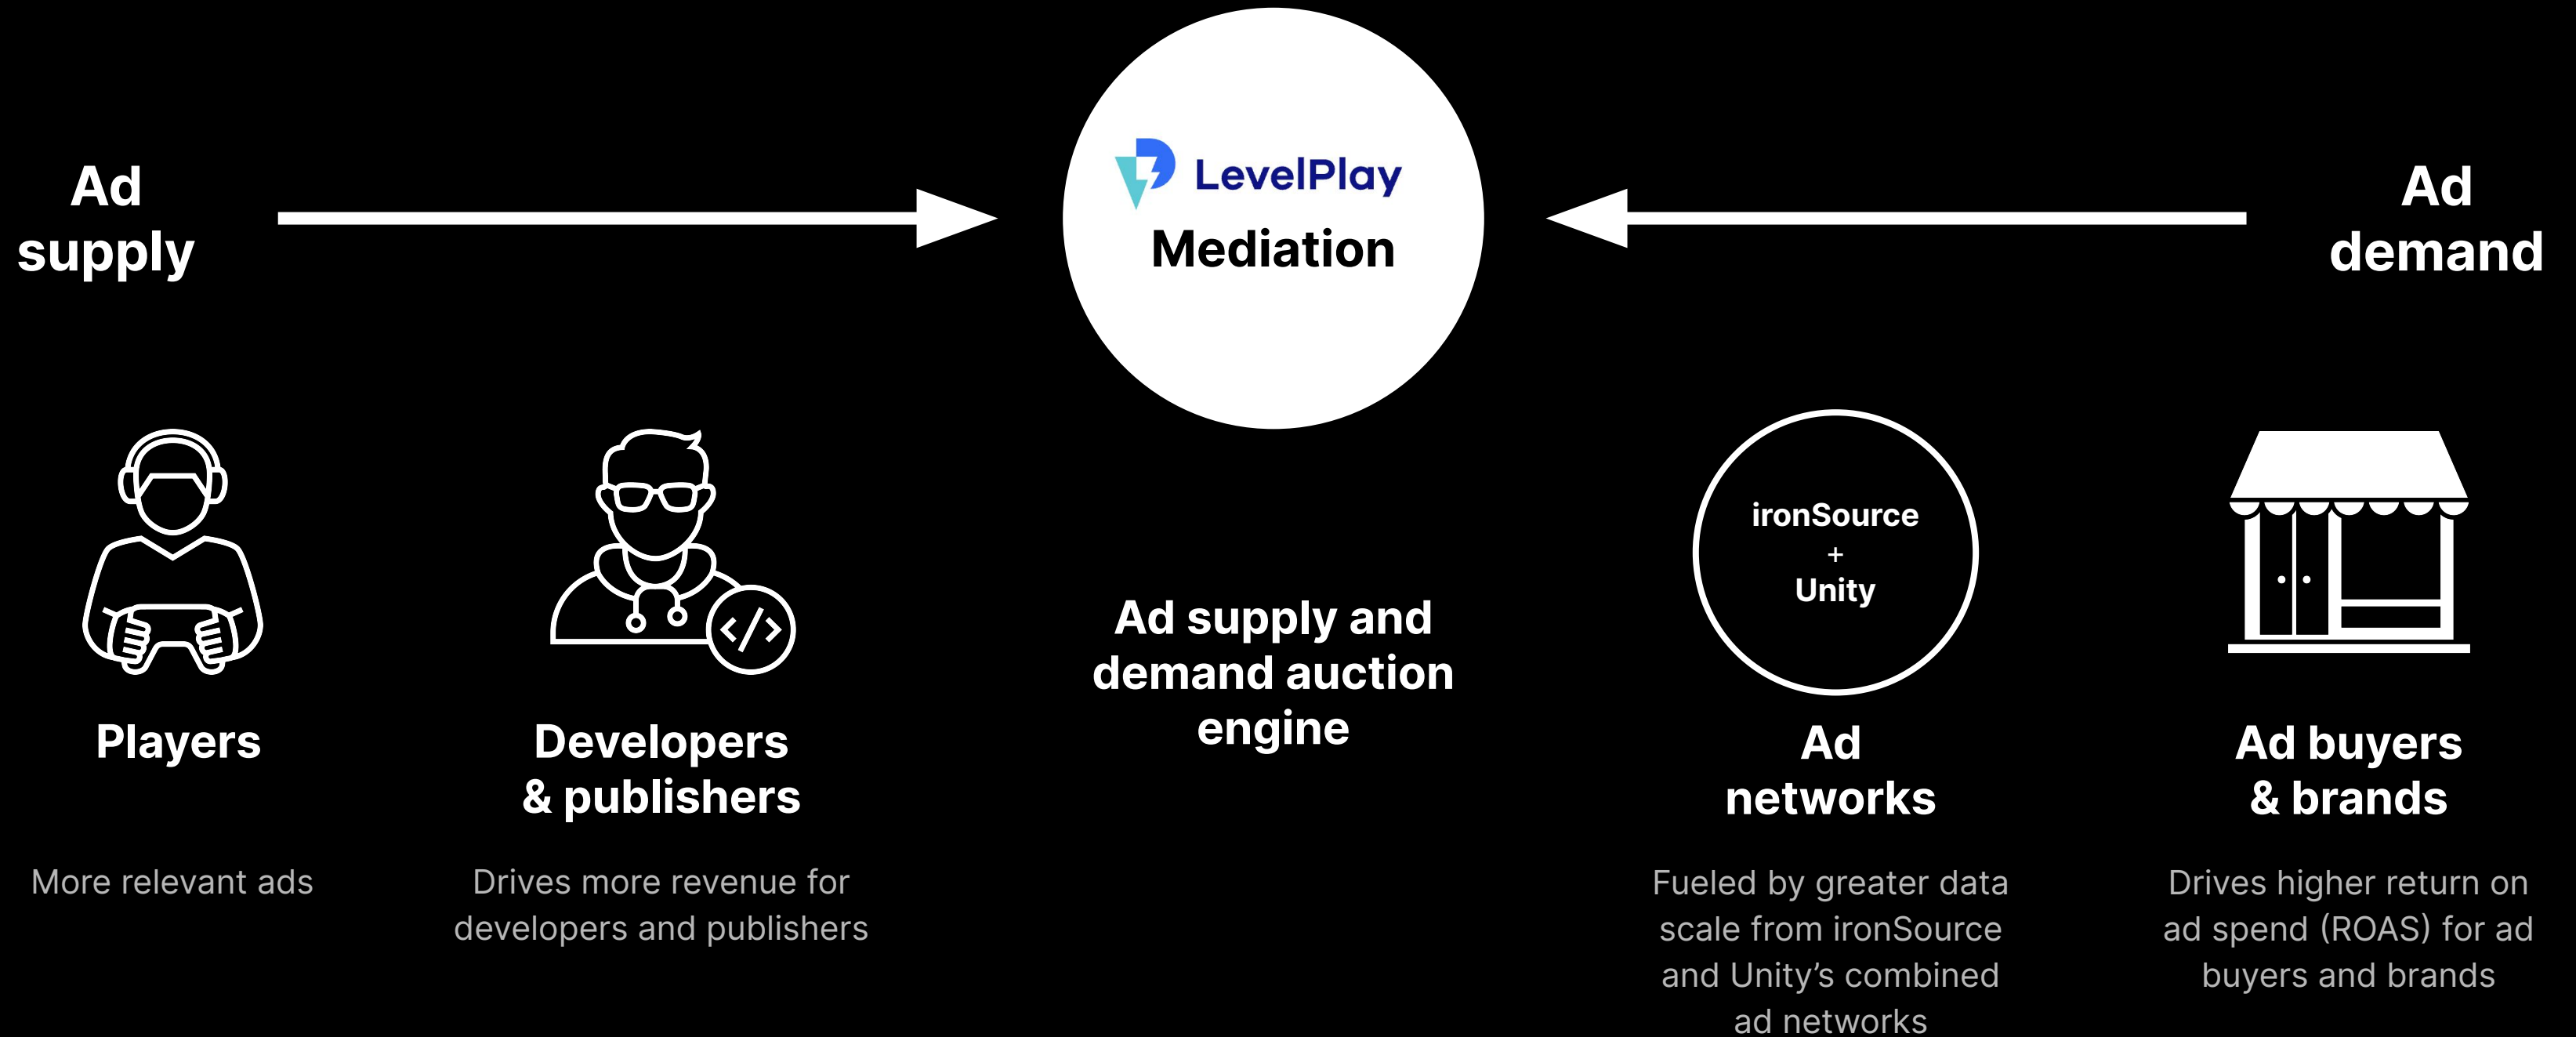 Ad
supply
LevelPlay
Mediation
Ad
demand
Players
More relevant ads
</>
Developers
& publishers
Drives more revenue for
developers and publishers
Ad supply and
demand auction
engine
ironSource
+
Unity
Ad
networks
Fueled by greater data
scale from ironSource
and Unity’s combined
ad networks
Ad buyers
& brands
Drives higher return on
ad spend (ROAS) for ad
buyers and brands